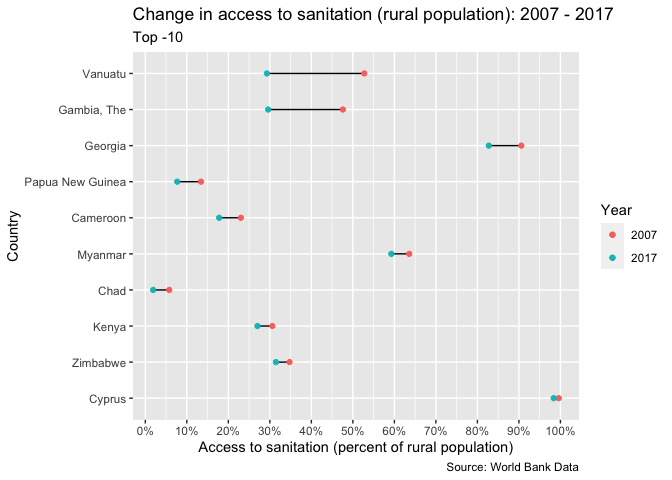 Change in access to sanitation (rural population): 2007 - 2017
Top -10
Country
Vanuatu
Gambia, The
Georgia
Papua New Guinea
Cameroon
Myanmar
Chad
Kenya
Zimbabwe
Cyprus
0% 10% 20% 30% 40% 50% 60% 70% 80% 90% 100%
Access to sanitation (percent of rural population)
Year
2007
2017
Source: World Bank Data